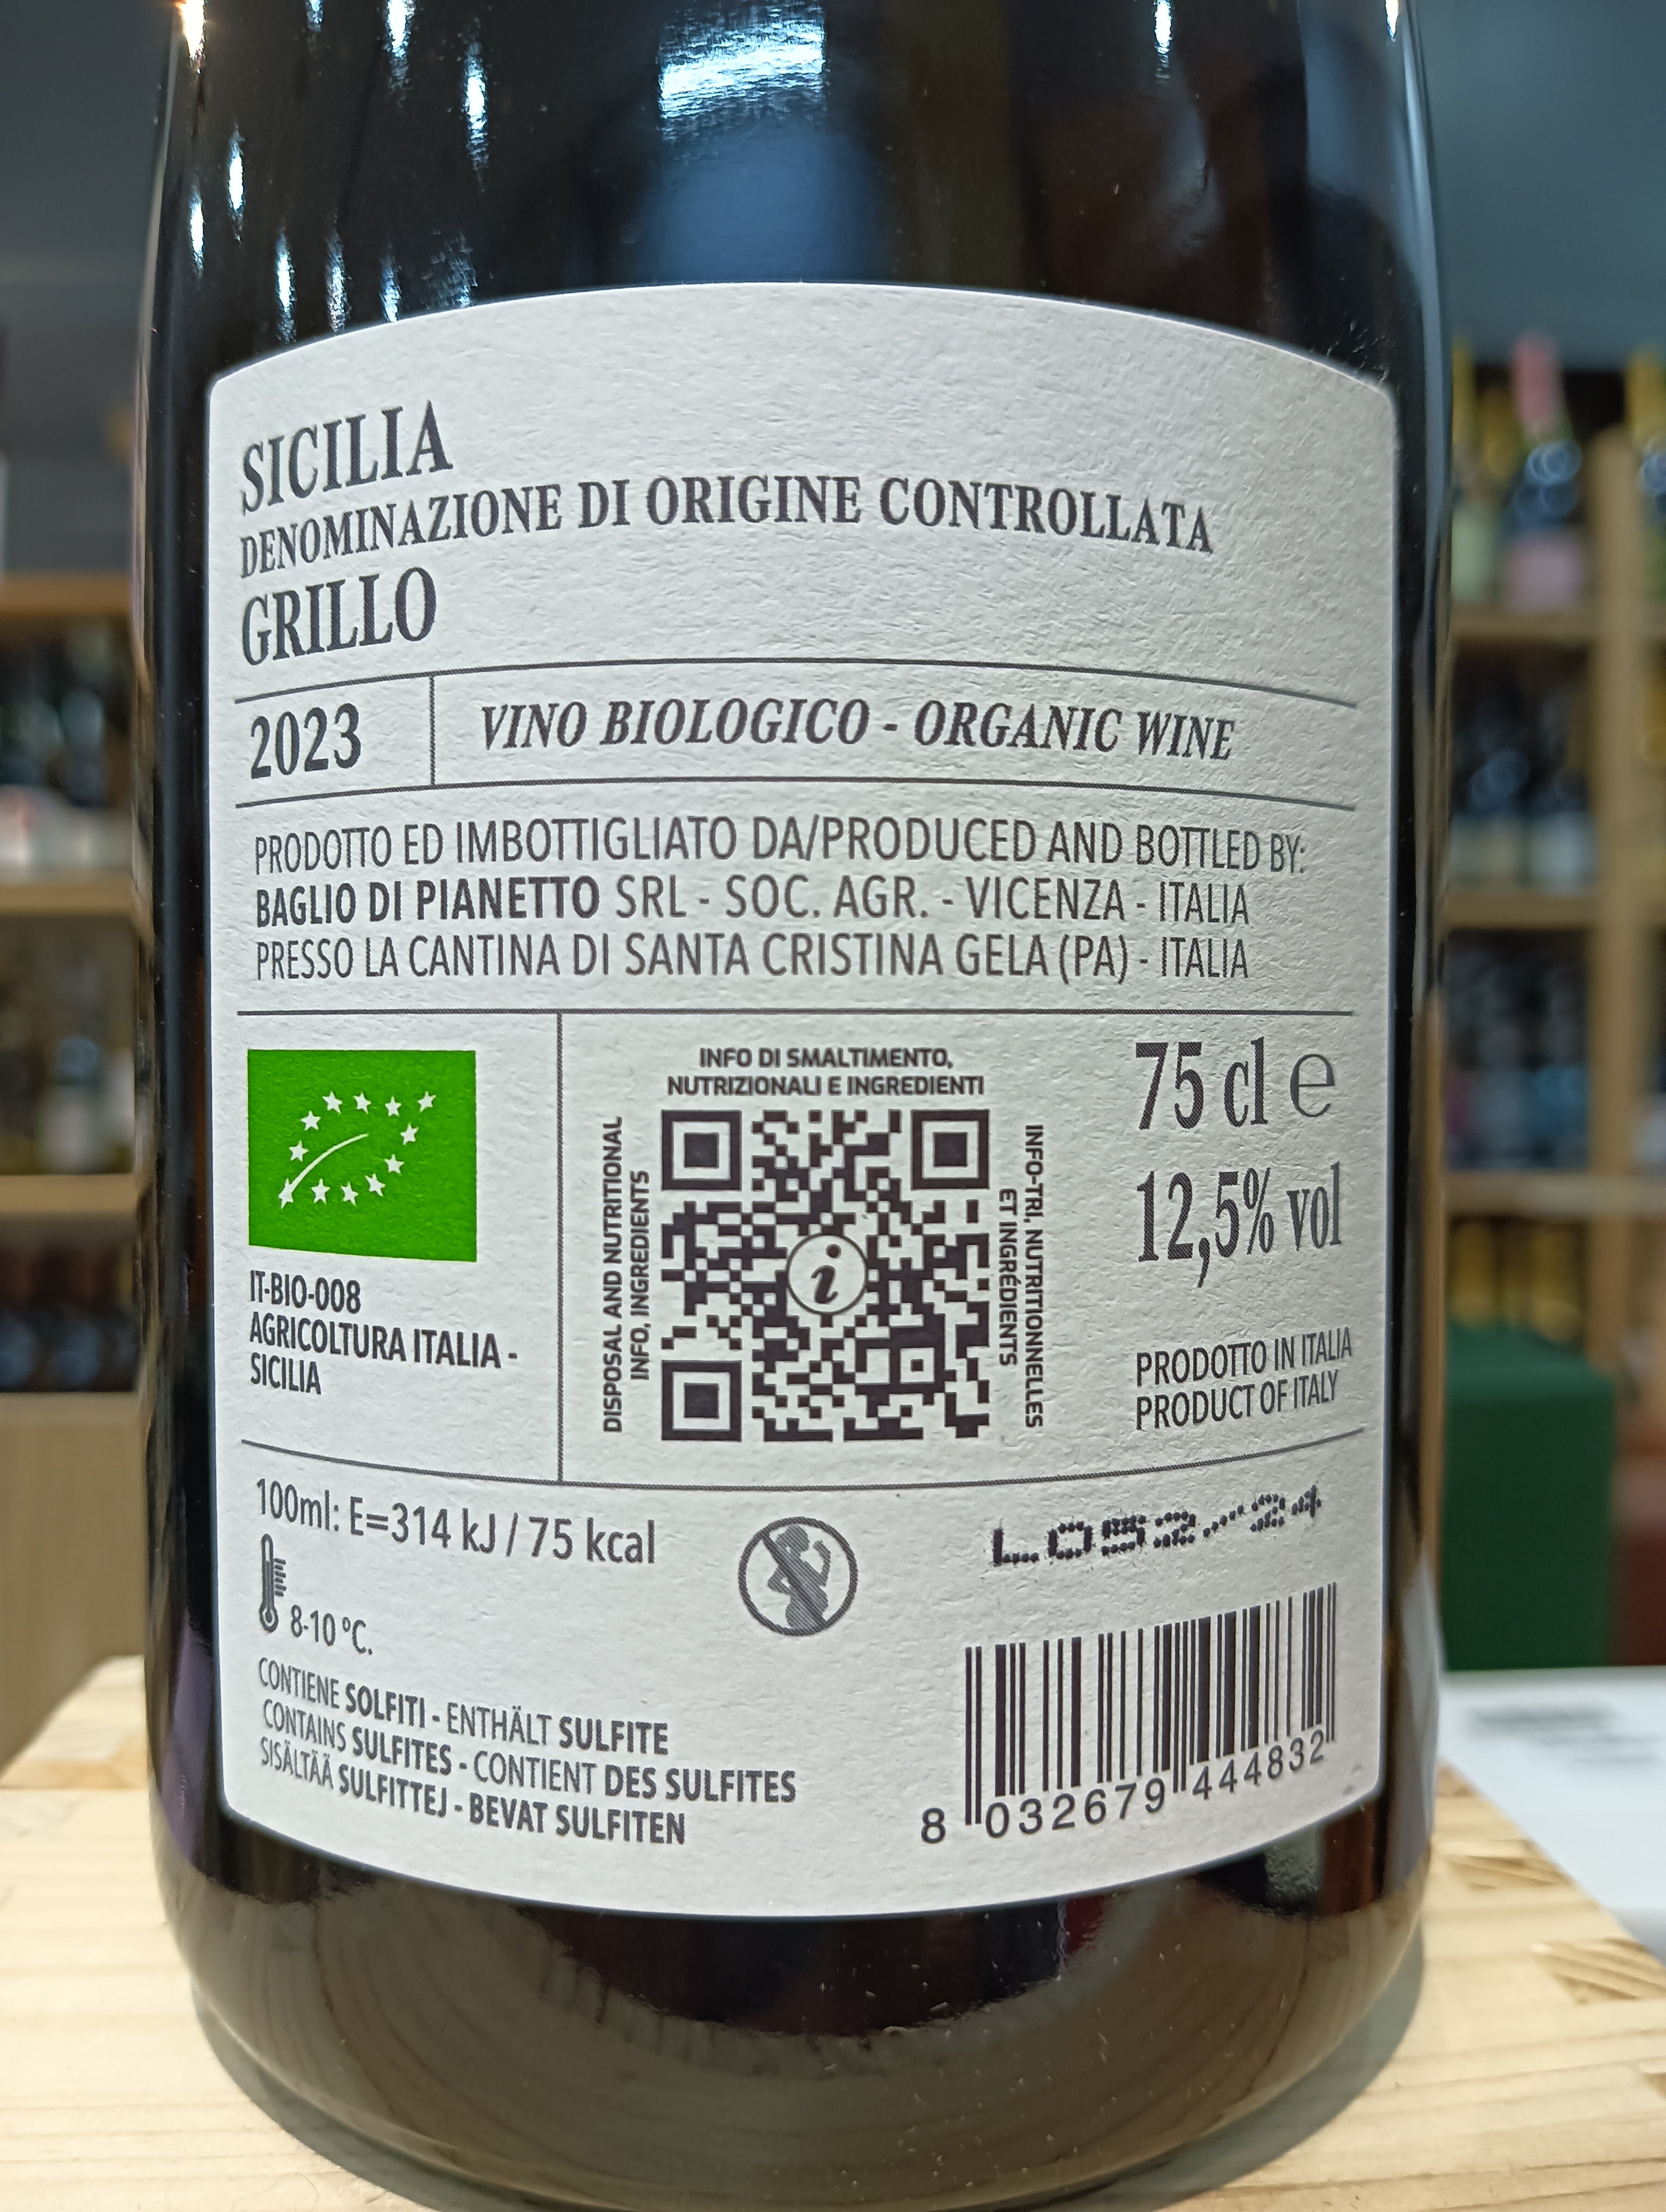 SICILIA
DENOMINAZIONE DI ORIGINE CONTROLLATA
GRILLO
2023
VINO BIOLOGICO - ORGANIC WINE
PRODOTTO ED IMBOTTIGLIATO DA/PRODUCED AND BOTTLED BY:
BAGLIO DI PIANETTO SRL - SOC. AGR. - VICENZA - ITALIA
PRESSO LA CANTINA DI SANTA CRISTINA GELA (PA) - ITALIA
IT-BIO-008
AGRICOLTURA ITALIA -
SICILIA
INFO DI SMALTIMENTO,
NUTRIZIONALI E INGREDIENTI
DISPOSAL AND NUTRITIONAL
INFO, INGREDIENTS
i
INFO-TRI, NUTRITIONNELLES
ET INGRÉDIENTS
75 cl e
12,5% vol
PRODOTTO IN ITALIA
PRODUCT OF ITALY
100ml: E=314 kJ / 75 kcal
8-10 °C.
L052/24
CONTIENE SOLFITI - ENTHÄLT SULFITE
CONTAINS SULFITES - CONTIENT DES SULFITES
SISÄLTÄÄ SULFITTEJ - BEVAT SULFITEN
8 032679 444832